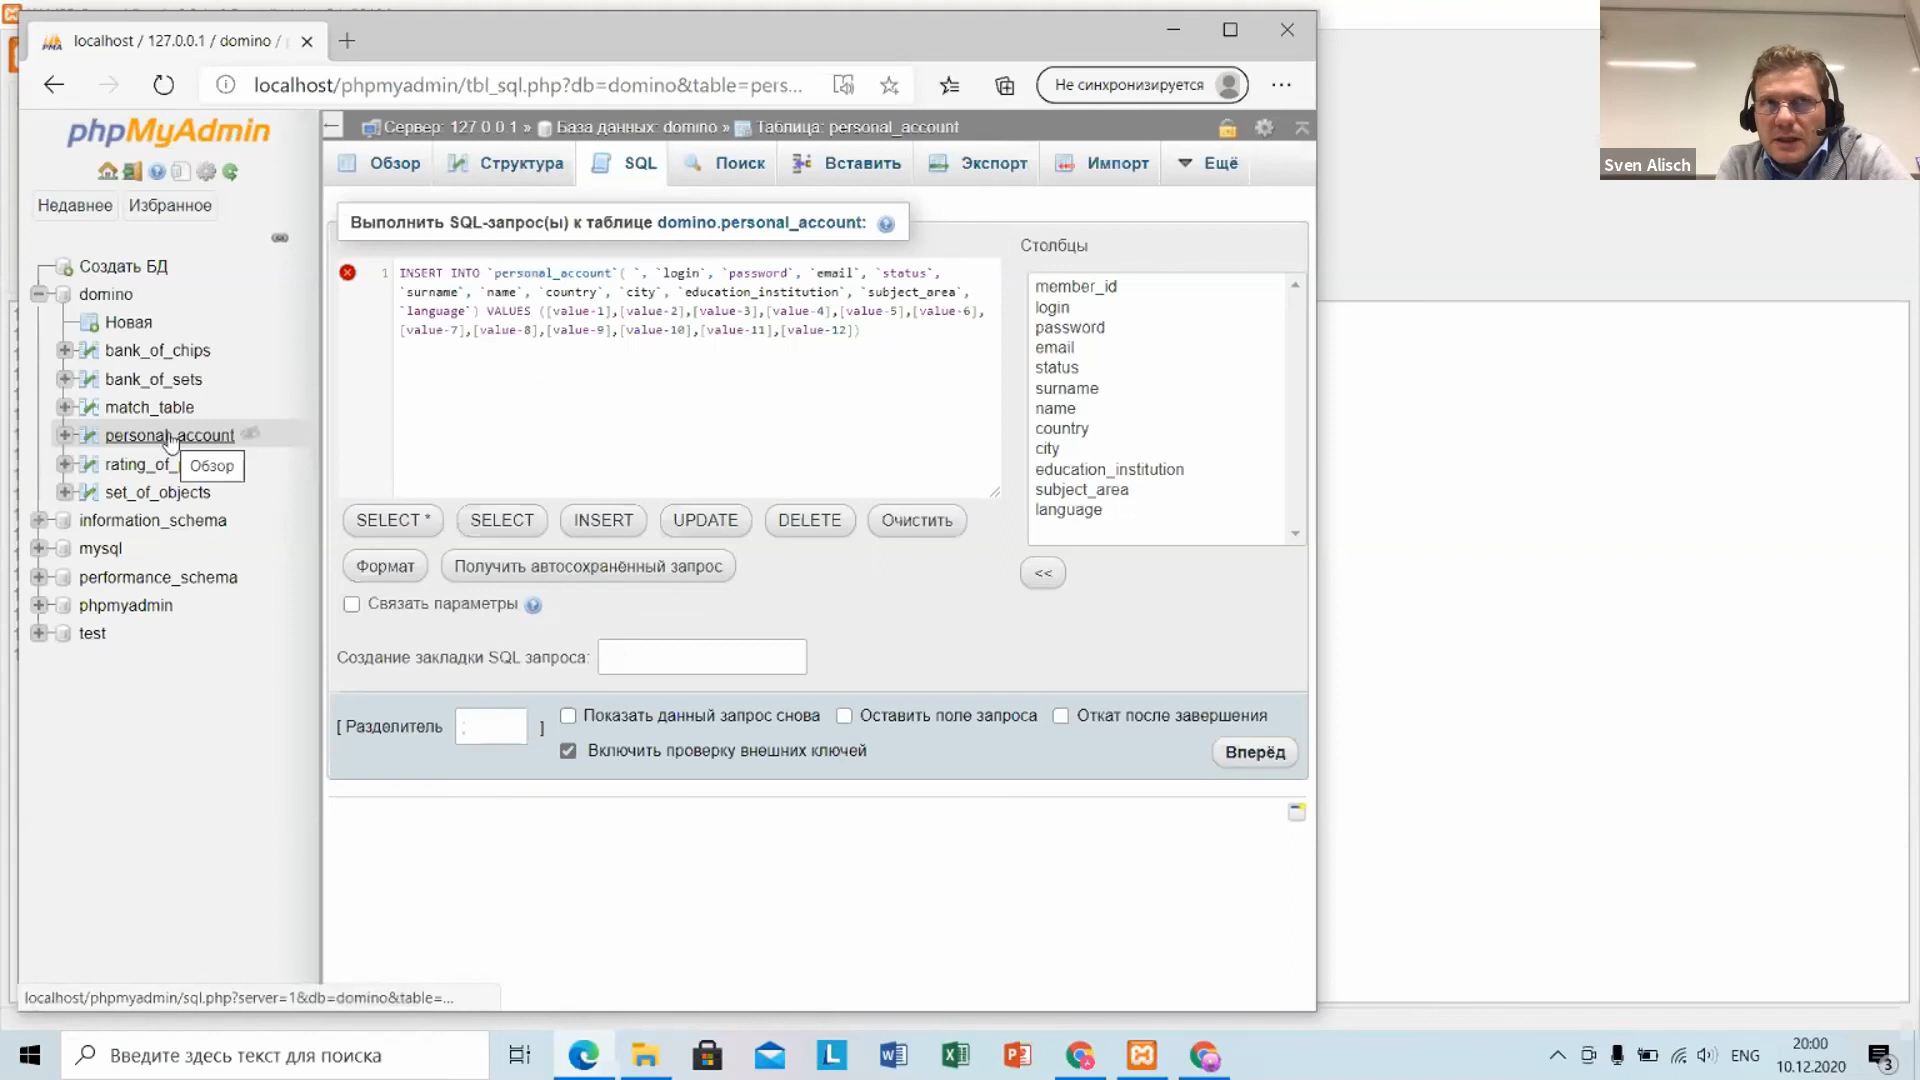 localhost / 127.0.0.1 / domino /
localhost/phpmyadmin/tbl_sql.php?db=domino&table=pers...
Не синхронизируется
phpMyAdmin
Недавнее
Избранное
Создать БД
domino
Новая
bank_of_chips
bank_of_sets
match_table
personal_account
rating_of_
Обзор
set_of_objects
information_schema
mysql
performance_schema
phpmyadmin
test
Сервер: 127.0.0.1 » База данных: domino » Таблица: personal_account
Обзор
Структура
SQL
Поиск
Вставить
Экспорт
Импорт
Ещё
Выполнить SQL-запрос(ы) к таблице domino.personal_account:
1
INSERT INTO `personal_account`( `, `login`, `password`, `email`, `status`,
`surname`, `name`, `country`, `city`, `education_institution`, `subject_area`,
`language`) VALUES ([value-1],[value-2],[value-3],[value-4],[value-5],[value-6],
[value-7],[value-8],[value-9],[value-10],[value-11],[value-12])
Столбцы
member_id
login
password
email
status
surname
name
country
city
education_institution
subject_area
language
<<
SELECT *
SELECT
INSERT
UPDATE
DELETE
Очистить
Формат
Получить автосохранённый запрос
Связать параметры
Создание закладки SQL запроса:
[ Разделитель
;
]
Показать данный запрос снова
Оставить поле запроса
Откат после завершения
Включить проверку внешних ключей
Вперёд
localhost/phpmyadmin/sql.php?server=1&db=domino&table=...
Sven Alisch
Введите здесь текст для поиска
ENG
20:00
10.12.2020
3